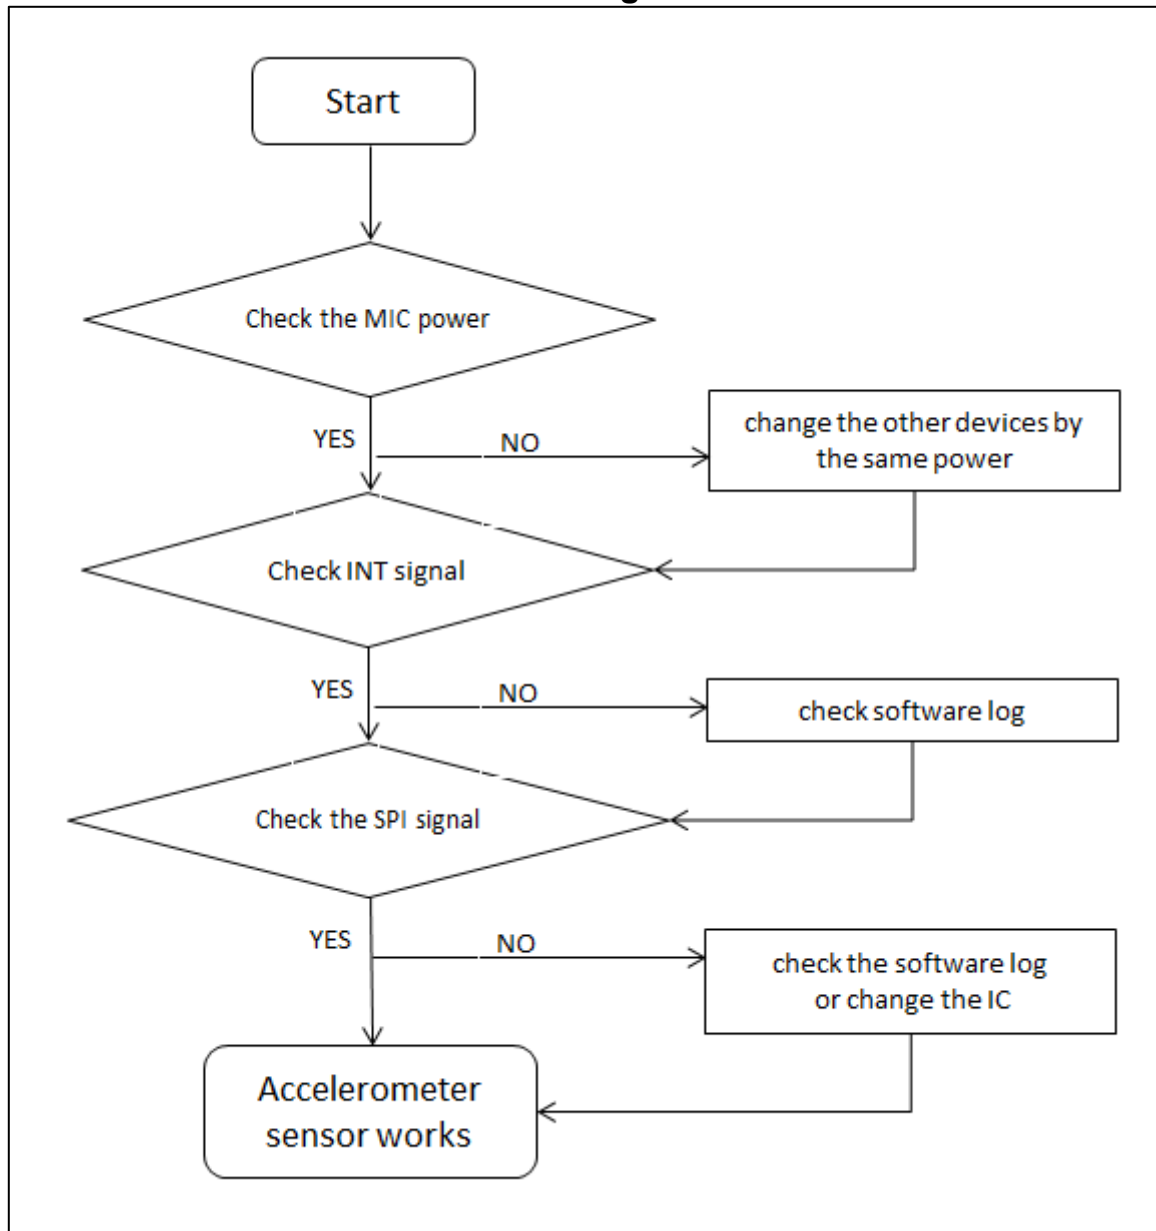 Start
Check the MIC power
YES
NO
change the other devices by
the same power
Check INT signal
YES
NO
check software log
Check the SPI signal
YES
NO
check the software log
or change the IC
Accelerometer
sensor works